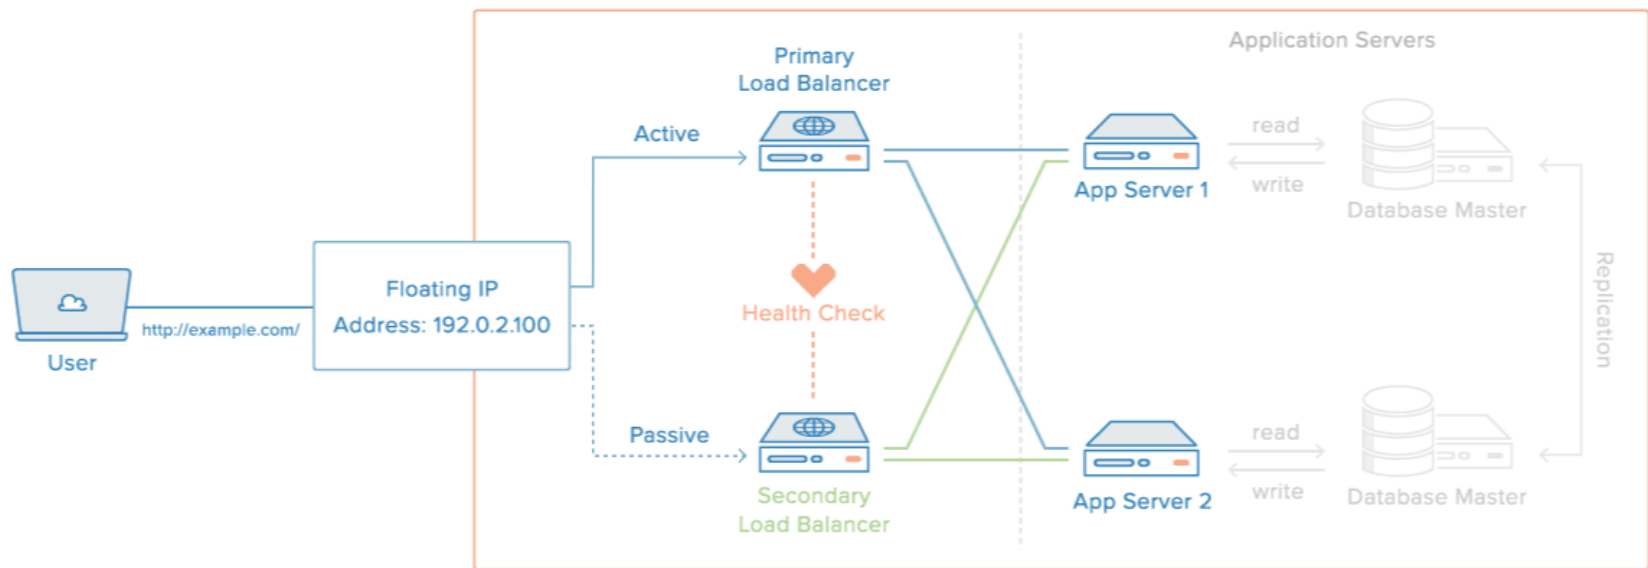 Application Servers
Primary
Load Balancer
Active
read
write
App Server 1
Database Master
Floating IP
Address: 192.0.2.100
http://example.com/
User
Health Check
Replication
Passive
Secondary
Load Balancer
read
write
App Server 2
Database Master